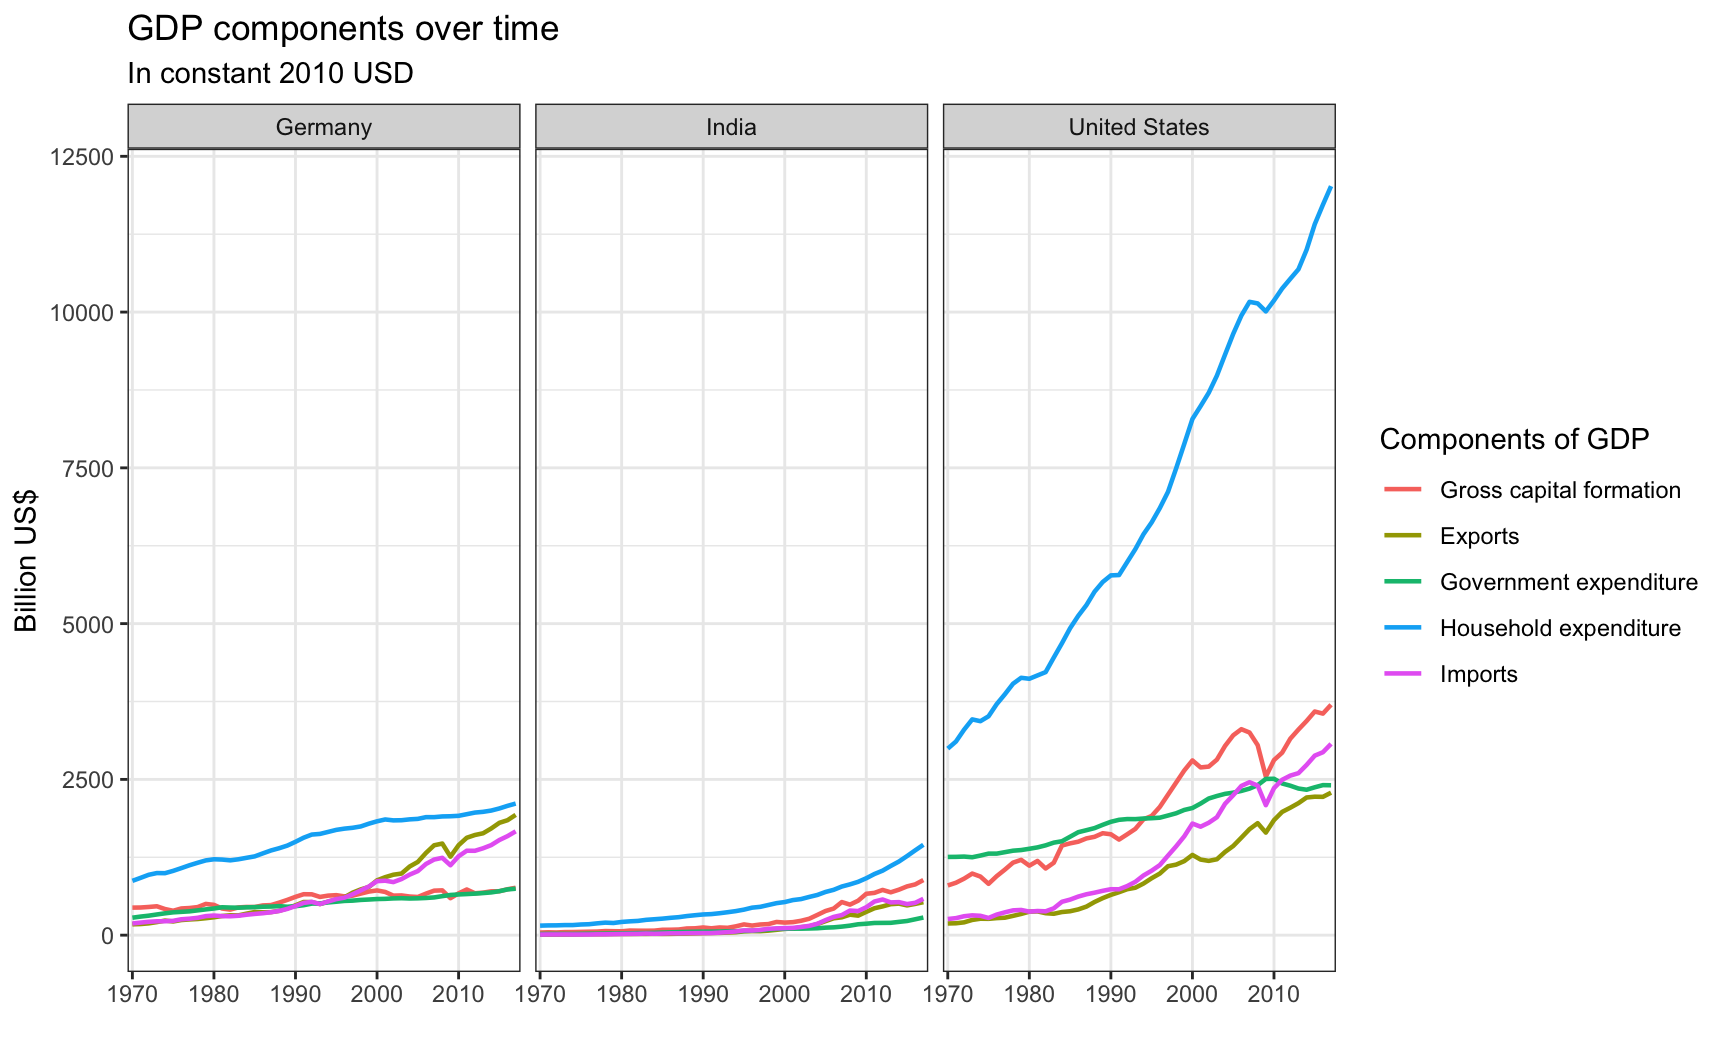 GDP components over time
In constant 2010 USD
Germany
India
United States
Billion US$
12500
10000
7500
5000
2500
0
1970 1980 1990 2000 2010
1970 1980 1990 2000 2010
1970 1980 1990 2000 2010
Components of GDP
Gross capital formation
Exports
Government expenditure
Household expenditure
Imports